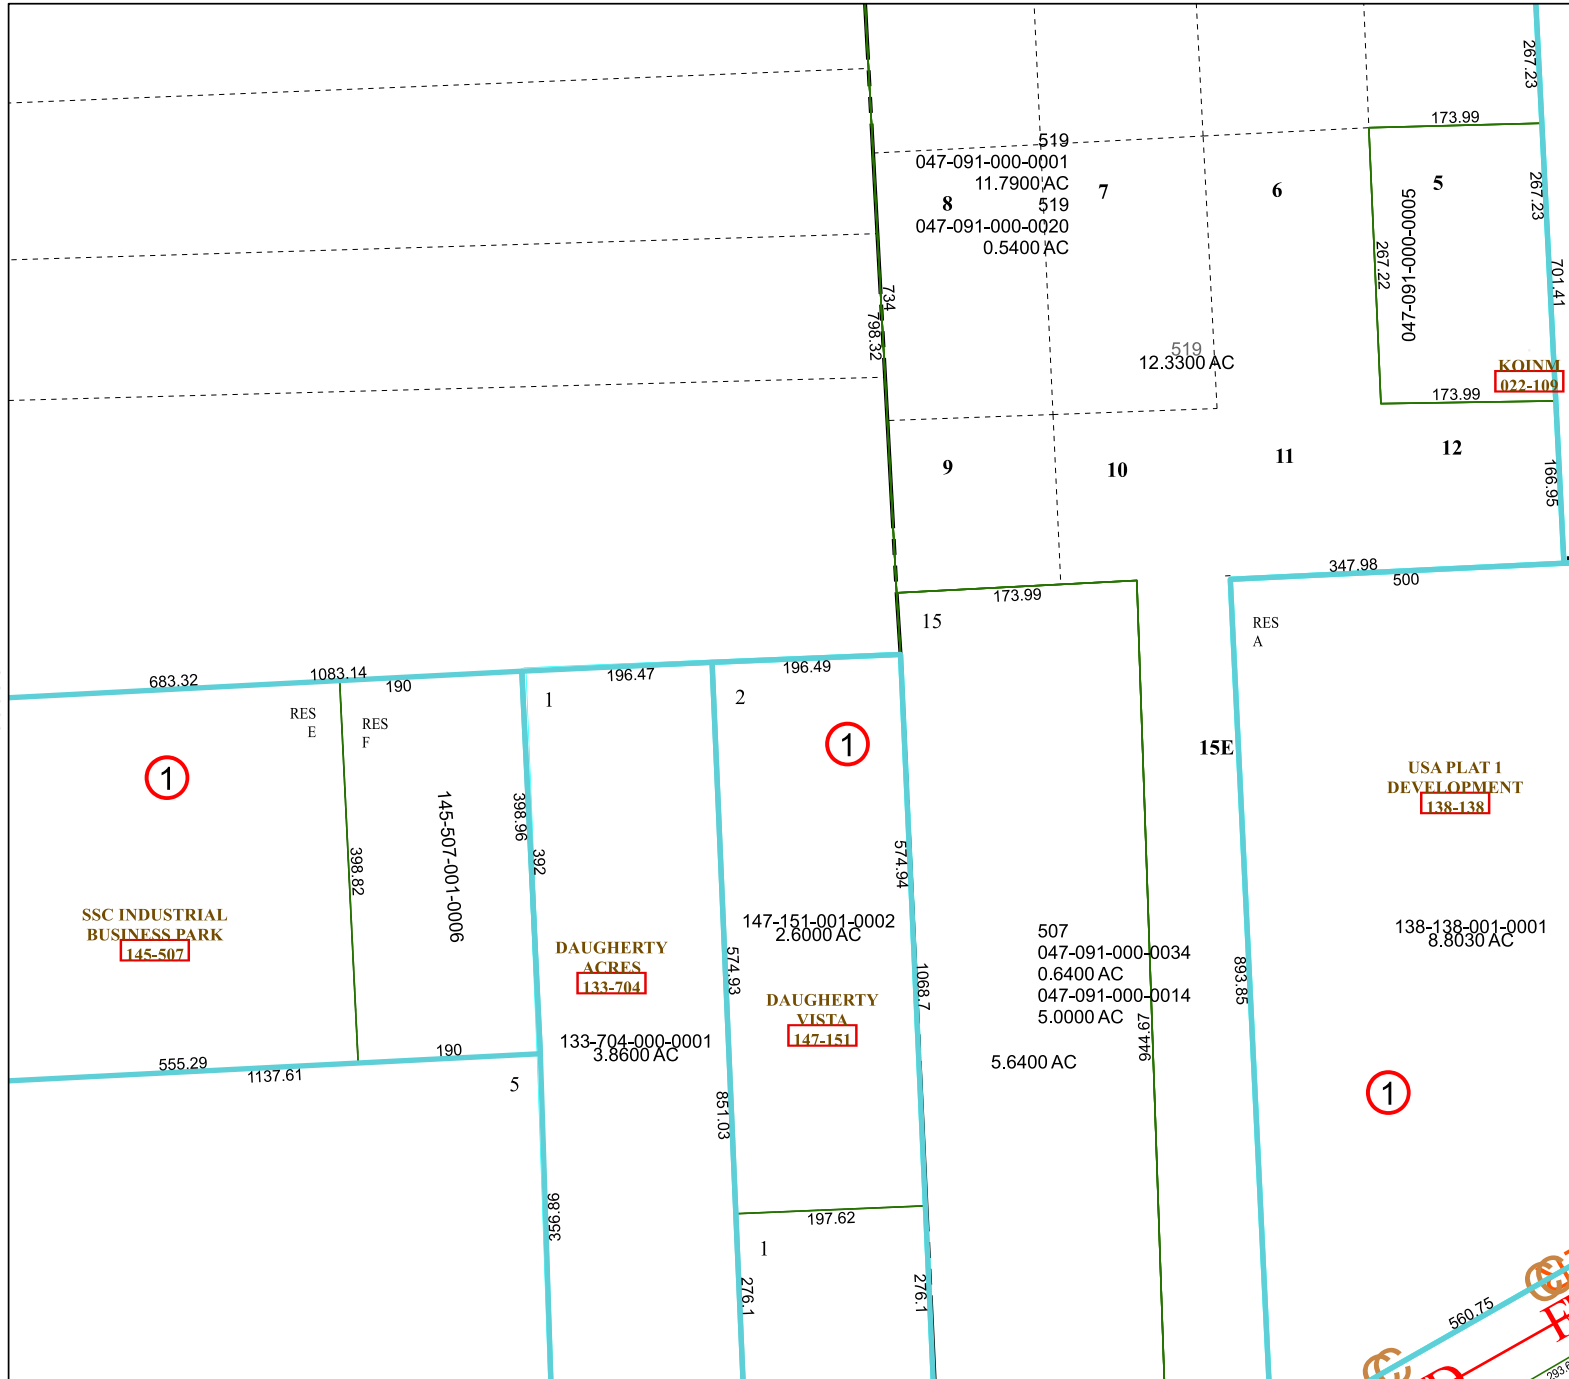 267.23
173.99
519
047-091-000-0001
11.7900 AC
519
047-091-000-0020
0.5400 AC
8
7
6
5
267.23
047-091-000-0005
267.22
701.41
734
798.32
519
12.3300 AC
KOINM
022-109
173.99
9
10
11
12
166.95
347.98
500
173.99
15
RES
A
683.32
1083.14
190
196.47
196.49
RES
E
RES
F
1
2
1
1
15E
USA PLAT 1
DEVELOPMENT
138-138
398.96
392
145-507-001-0006
398.82
574.94
SSC INDUSTRIAL
BUSINESS PARK
145-507
DAUGHERTY
ACRES
133-704
147-151-001-0002
2.6000 AC
574.93
DAUGHERTY
VISTA
147-151
1068.7
507
047-091-000-0034
0.6400 AC
047-091-000-0014
5.0000 AC
138-138-001-0001
8.8030 AC
893.85
944.97
133-704-000-0001
3.8600 AC
5.6400 AC
555.29
1137.61
190
5
851.03
1
356.86
197.62
1
276.1
276.1
560.75